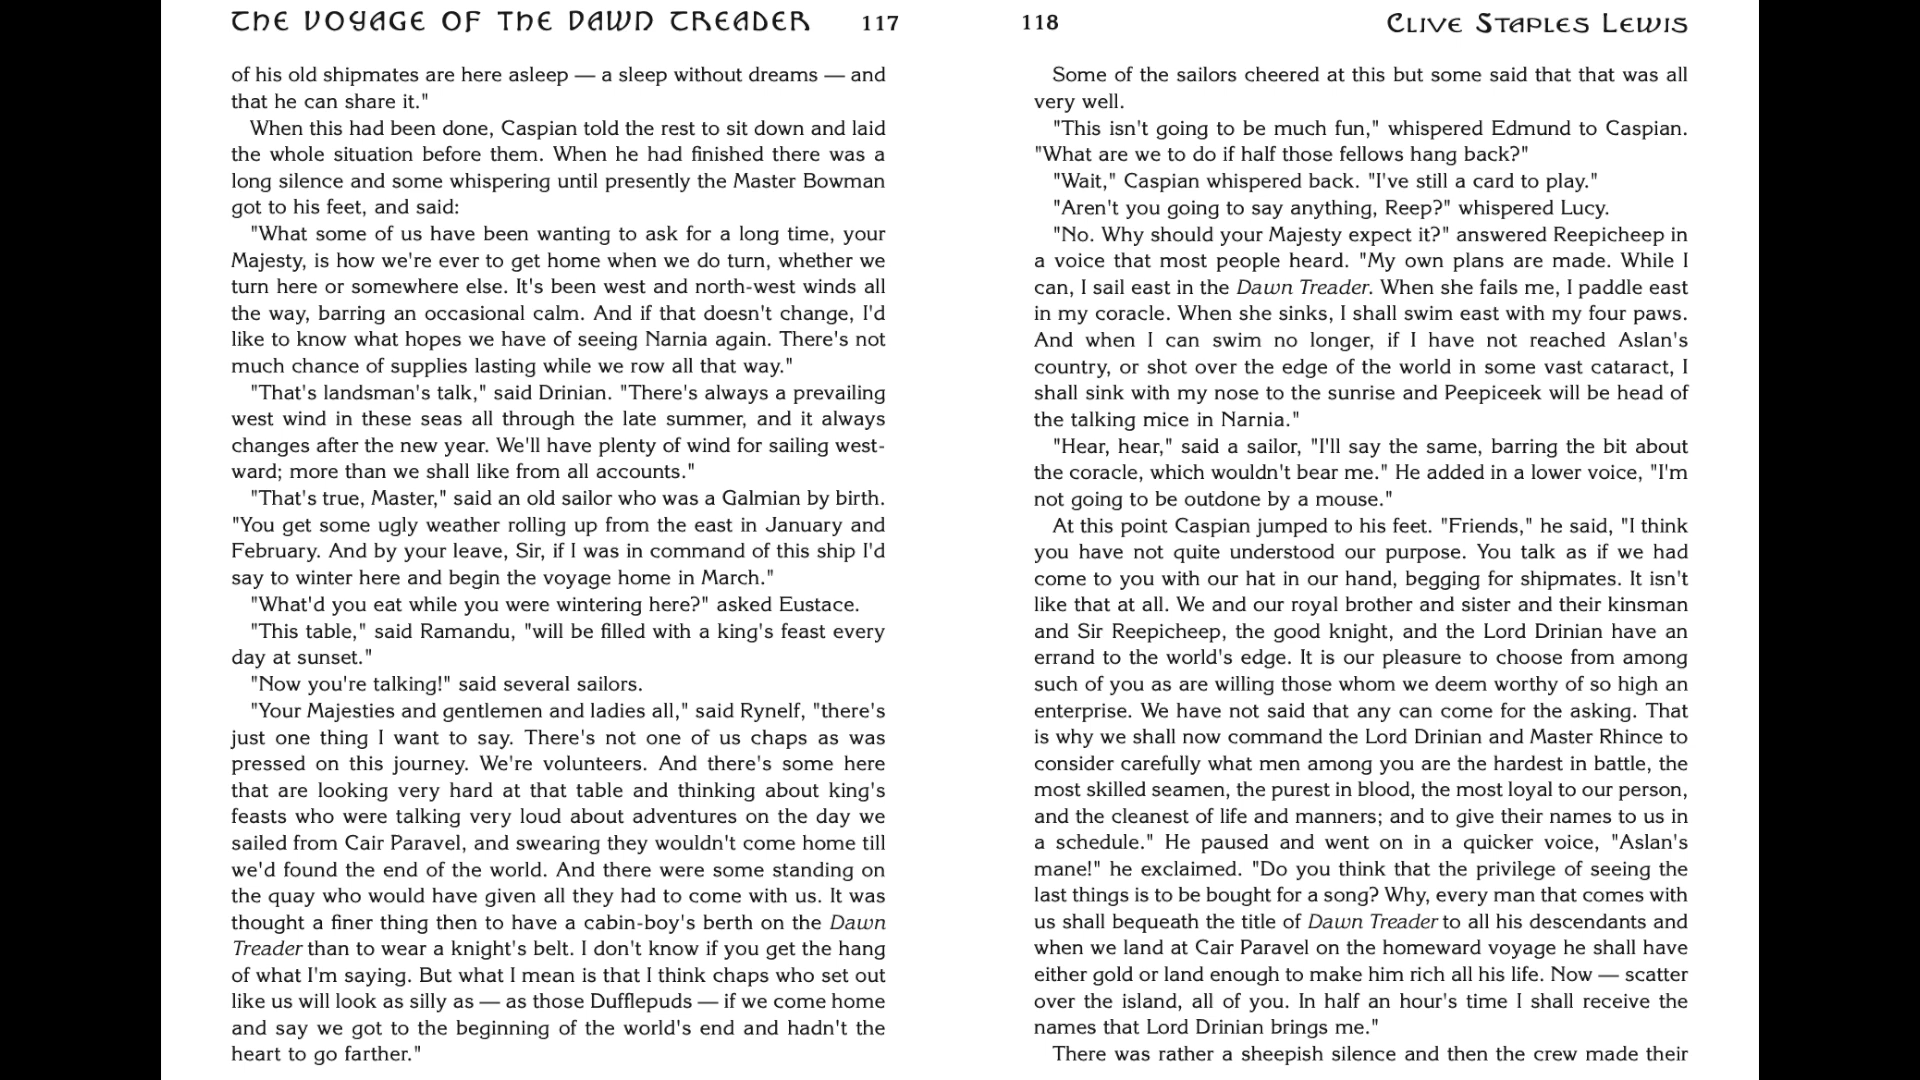 THE VOYAGE OF THE DAWN TREADER 117
of his old shipmates are here asleep — a sleep without dreams — and
that he can share it."
When this had been done, Caspian told the rest to sit down and laid
the whole situation before them. When he had finished there was a
long silence and some whispering until presently the Master Bowman
got to his feet, and said:
"What some of us have been wanting to ask for a long time, your
Majesty, is how we're ever to get home when we do turn, whether we
turn here or somewhere else. It's been west and north-west winds all
the way, barring an occasional calm. And if that doesn't change, I'd
like to know what hopes we have of seeing Narnia again. There's not
much chance of supplies lasting while we row all that way."
"That's landsman's talk," said Drinian. "There's always a prevailing
west wind in these seas all through the late summer, and it always
changes after the new year. We'll have plenty of wind for sailing west-
ward; more than we shall like from all accounts."
"That's true, Master," said an old sailor who was a Galmian by birth.
"You get some ugly weather rolling up from the east in January and
February. And by your leave, Sir, if I was in command of this ship I'd
say to winter here and begin the voyage home in March."
"What'd you eat while you were wintering here?" asked Eustace.
"This table," said Ramandu, "will be filled with a king's feast every
day at sunset."
"Now you're talking!" said several sailors.
"Your Majesties and gentlemen and ladies all," said Rynelf, "there's
just one thing I want to say. There's not one of us chaps as was
pressed on this journey. We're volunteers. And there's some here
that are looking very hard at that table and thinking about king's
feasts who were talking very loud about adventures on the day we
sailed from Cair Paravel, and swearing they wouldn't come home till
we'd found the end of the world. And there were some standing on
the quay who would have given all they had to come with us. It was
thought a finer thing then to have a cabin-boy's berth on the Dawn
Treader than to wear a knight's belt. I don't know if you get the hang
of what I'm saying. But what I mean is that I think chaps who set out
like us will look as silly as — as those Dufflepuds — if we come home
and say we got to the beginning of the world's end and hadn't the
heart to go farther."
118 Clive Staples Lewis
Some of the sailors cheered at this but some said that that was all
very well.
"This isn't going to be much fun," whispered Edmund to Caspian.
"What are we to do if half those fellows hang back?"
"Wait," Caspian whispered back. "I've still a card to play."
"Aren't you going to say anything, Reep?" whispered Lucy.
"No. Why should your Majesty expect it?" answered Reepicheep in
a voice that most people heard. "My own plans are made. While I
can, I sail east in the Dawn Treader. When she fails me, I paddle east
in my coracle. When she sinks, I shall swim east with my four paws.
And when I can swim no longer, if I have not reached Aslan's
country, or shot over the edge of the world in some vast cataract, I
shall sink with my nose to the sunrise and Peepiceek will be head of
the talking mice in Narnia."
"Hear, hear," said a sailor, "I'll say the same, barring the bit about
the coracle, which wouldn't bear me." He added in a lower voice, "I'm
not going to be outdone by a mouse."
At this point Caspian jumped to his feet. "Friends," he said, "I think
you have not quite understood our purpose. You talk as if we had
come to you with our hat in our hand, begging for shipmates. It isn't
like that at all. We and our royal brother and sister and their kinsman
and Sir Reepicheep, the good knight, and the Lord Drinian have an
errand to the world's edge. It is our pleasure to choose from among
such of you as are willing those whom we deem worthy of so high an
enterprise. We have not said that any can come for the asking. That
is why we shall now command the Lord Drinian and Master Rhince to
consider carefully what men among you are the hardest in battle, the
most skilled seamen, the purest in blood, the most loyal to our person,
and the cleanest of life and manners; and to give their names to us in
a schedule." He paused and went on in a quicker voice, "Aslan's
mane!" he exclaimed. "Do you think that the privilege of seeing the
last things is to be bought for a song? Why, every man that comes with
us shall bequeath the title of Dawn Treader to all his descendants and
when we land at Cair Paravel on the homeward voyage he shall have
either gold or land enough to make him rich all his life. Now — scatter
over the island, all of you. In half an hour's time I shall receive the
names that Lord Drinian brings me."
There was rather a sheepish silence and then the crew made their